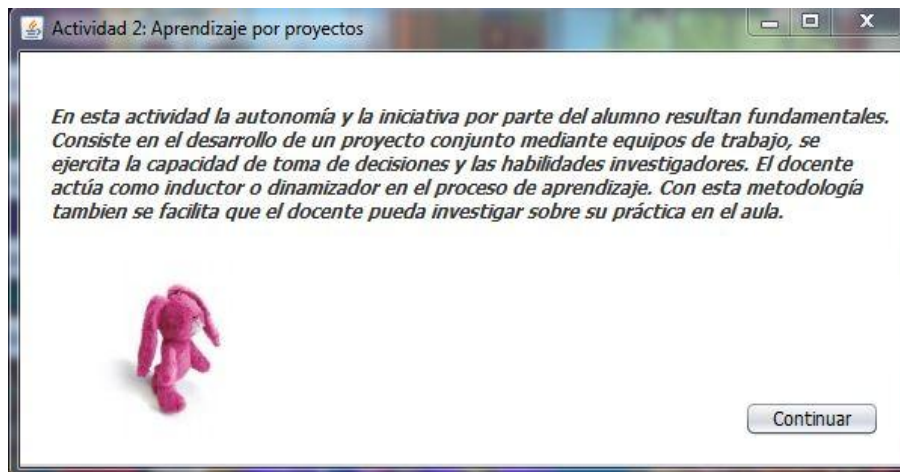 Actividad 2: Aprendizaje por proyectos
En esta actividad la autonomía y la iniciativa por parte del alumno resultan fundamentales.
Consiste en el desarrollo de un proyecto conjunto mediante equipos de trabajo, se
ejercita la capacidad de toma de decisiones y las habilidades investigadores. El docente
actúa como inductor o dinamizador en el proceso de aprendizaje. Con esta metodología
tambien se facilita que el docente pueda investigar sobre su práctica en el aula.
Continuar